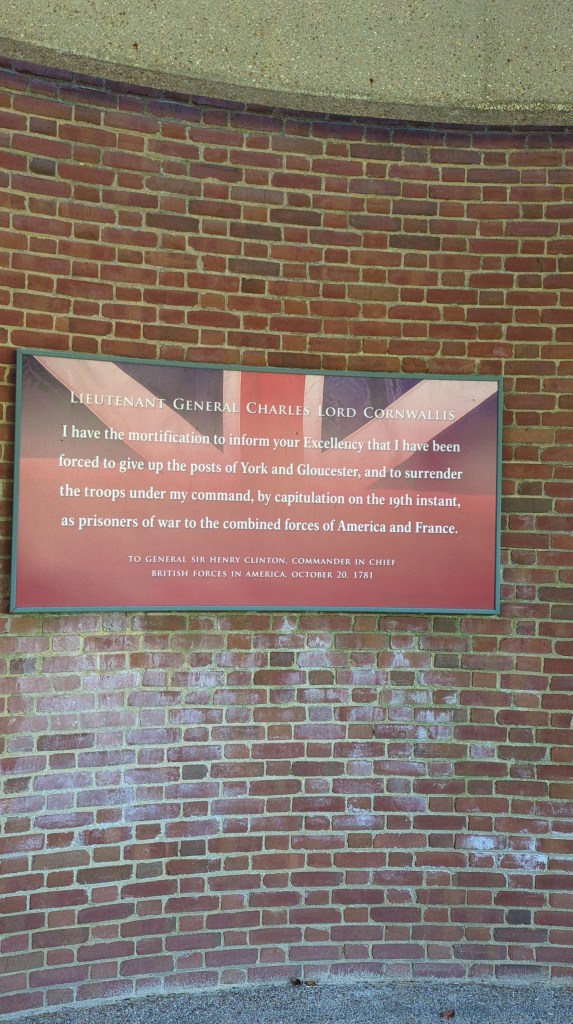 Lieutenant General Charles Lord Cornwallis
I have the mortification to inform your Excellency that I have been
forced to give up the posts of York and Gloucester, and to surrender
the troops under my command, by capitulation on the 19th instant,
as prisoners of war to the combined forces of America and France.
TO GENERAL SIR HENRY CLINTON, COMMANDER IN CHIEF
BRITISH FORCES IN AMERICA, OCTOBER 20, 1781